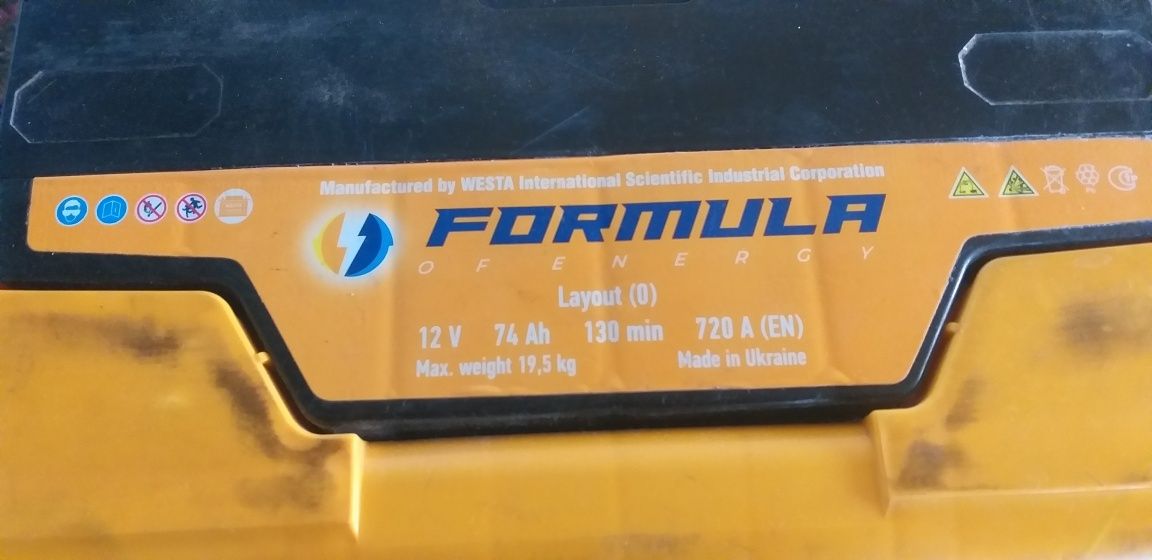 Manufactured by WESTA International Scientific Industrial Corporation
FORMULA
OF ENERGY
Layout (0)
12 V 74 Ah 130 min 720 A (EN)
Max. weight 19,5 kg Made in Ukraine